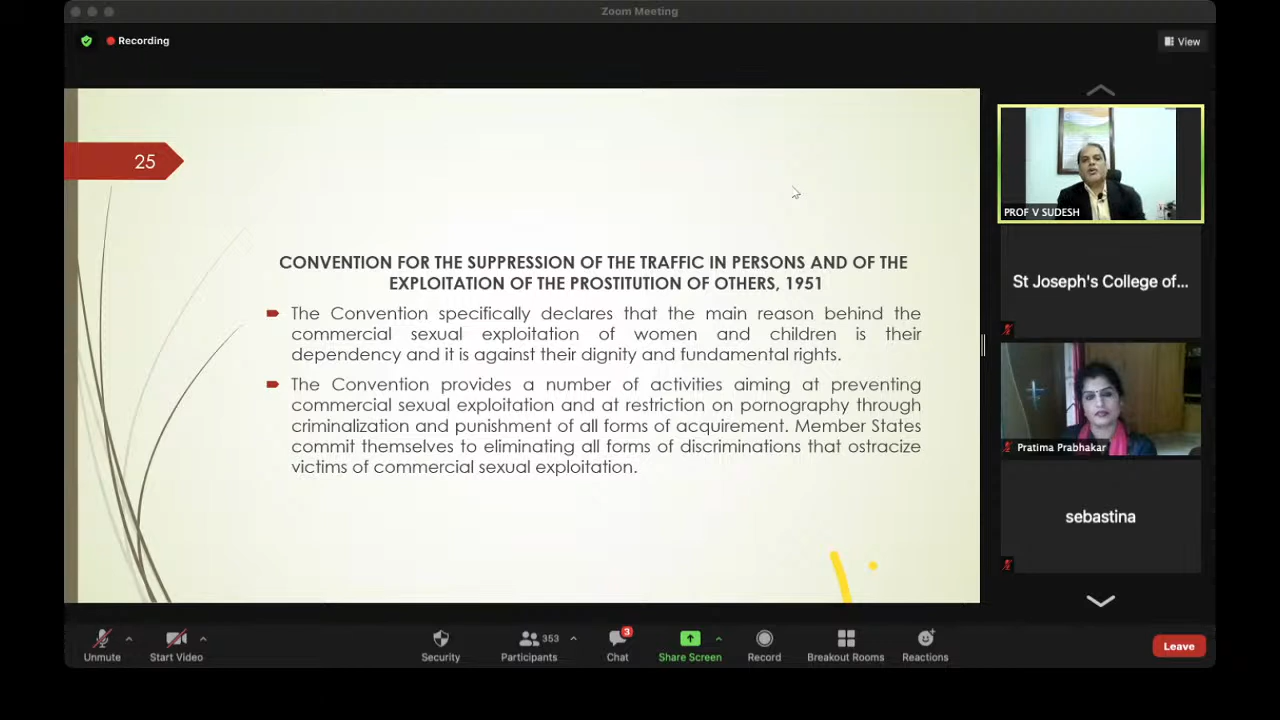 Zoom Meeting
Recording
View
25
CONVENTION FOR THE SUPPRESSION OF THE TRAFFIC IN PERSONS AND OF THE
EXPLOITATION OF THE PROSTITUTION OF OTHERS, 1951
The Convention specifically declares that the main reason behind the
commercial sexual exploitation of women and children is their
dependency and it is against their dignity and fundamental rights.
The Convention provides a number of activities aiming at preventing
commercial sexual exploitation and at restriction on pornography through
criminalization and punishment of all forms of acquirement. Member States
commit themselves to eliminating all forms of discriminations that ostracize
victims of commercial sexual exploitation.
PROF V SUDESH
St Joseph's College of...
Pratima Prabhakar
sebastina
Unmute
Start Video
Security
353
Participants
3
Chat
Share Screen
Record
Breakout Rooms
Reactions
Leave